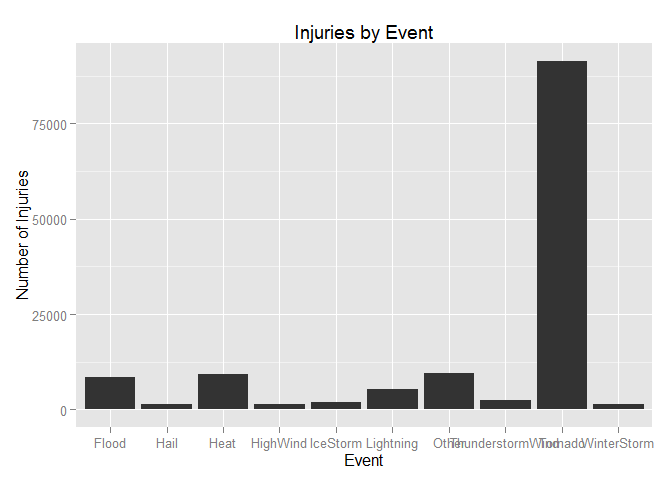 Injuries by Event
Number of Injuries
75000
50000
25000
0
Flood Hail Heat HighWind IceStorm Lightning Other ThunderstormWind Tornado WinterStorm
Event